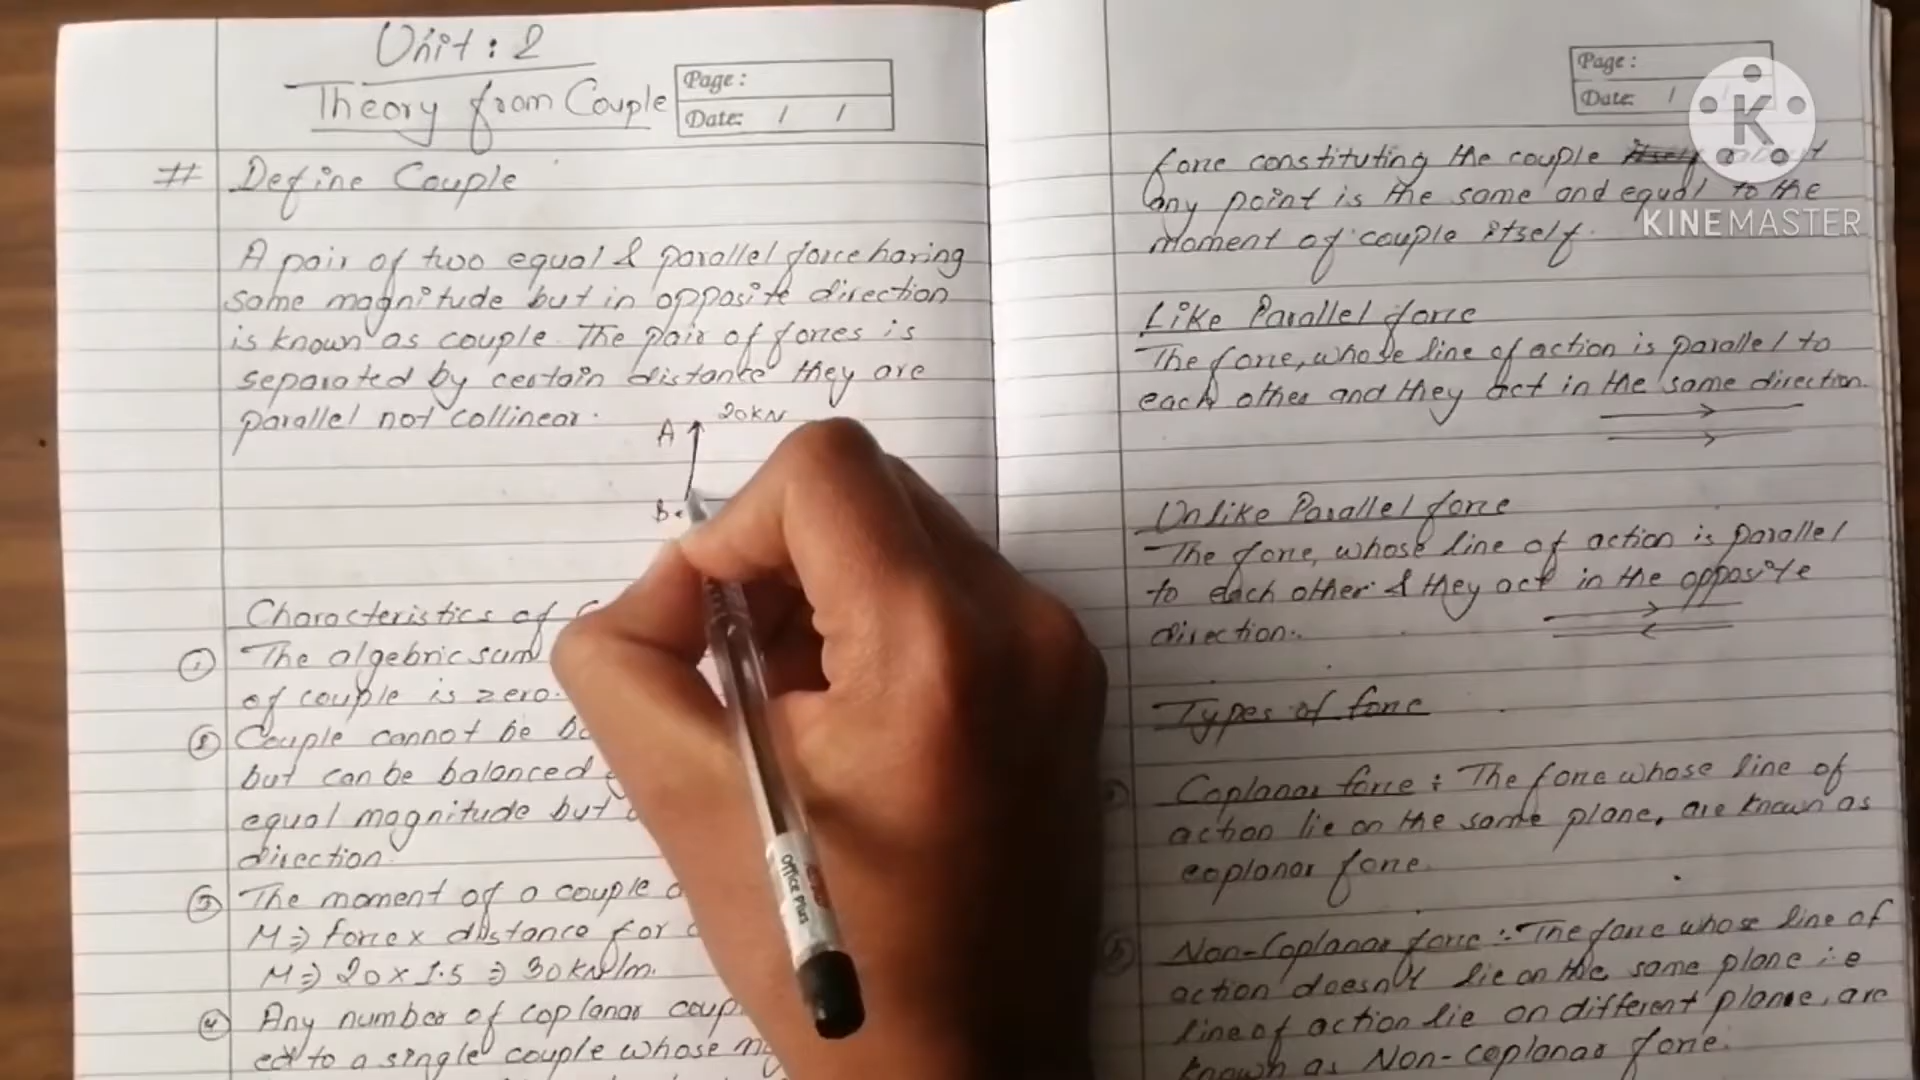 Unit: 2
Theory from Couple
Page:
Date: / /
# Define Couple
A pair of two equal & parallel force having
same magnitude but in opposite direction
is known as couple. The pair of forces is
separated by certain distance they are
parallel not collinear.
20kN
A
B
Characteristics of
① The algebric sum
of couple is zero.
② Couple cannot be
but can be balanced
equal magnitude but
direction.
③ The moment of a couple
M => force x distance for
M => 20 x 1.5 => 30 kN/m.
④ Any number of coplanar coup
ed to a single couple whose
Office Plus
Page:
Date: /
K
KINEMASTER
force constituting the couple
any point is the same and equal to the
moment of couple itself.
Like Parallel force
The force, whose line of action is parallel to
each other and they act in the same direction.
Unlike Parallel force
The force, whose line of action is parallel
to each other & they act in the opposite
direction.
Types of force
Coplanar force : The force whose line of
action lie on the same plane, are known as
coplanar force.
Non-Coplanar force :- The force whose line of
action doesn't lie on the same plane i.e
line of action lie on different plane, are
known as Non-coplanar force.